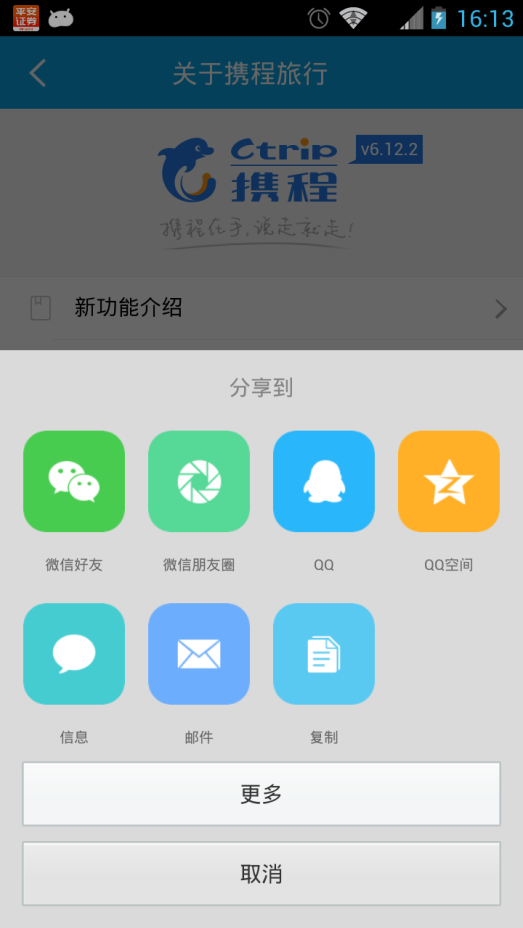 平安
证券
16:13
关于携程旅行
Ctrip
携程
v6.12.2
携程在手,说走就走!
新功能介绍
分享到
微信好友
微信朋友圈
QQ
QQ空间
信息
邮件
复制
更多
取消